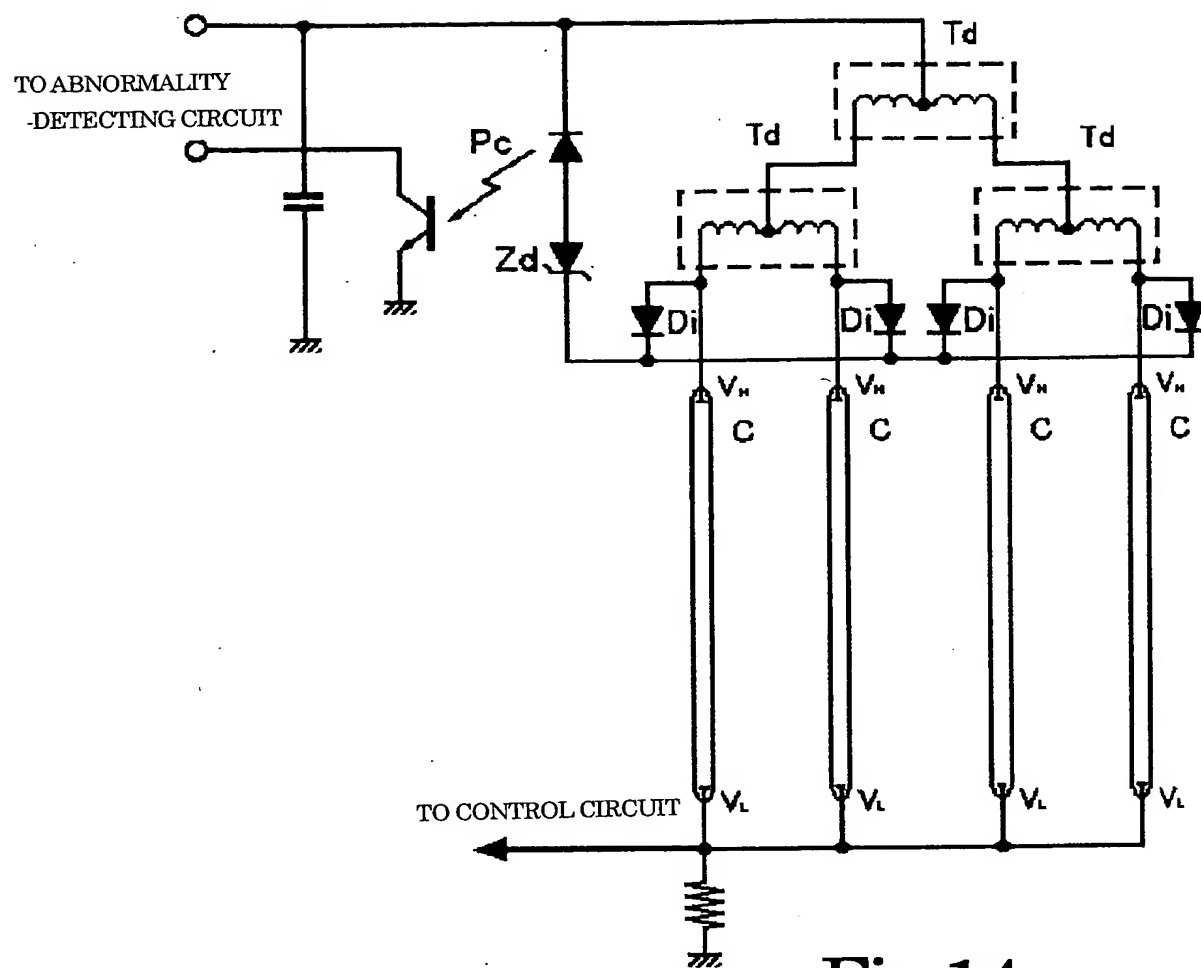 Td
TO ABNORMALITY
-DETECTING CIRCUIT
Pc
Td
Td
Zd
Di
Di
Di
Di
VH
VH
VH
VH
C
C
C
C
TO CONTROL CIRCUIT
VL
VL
VL
VL